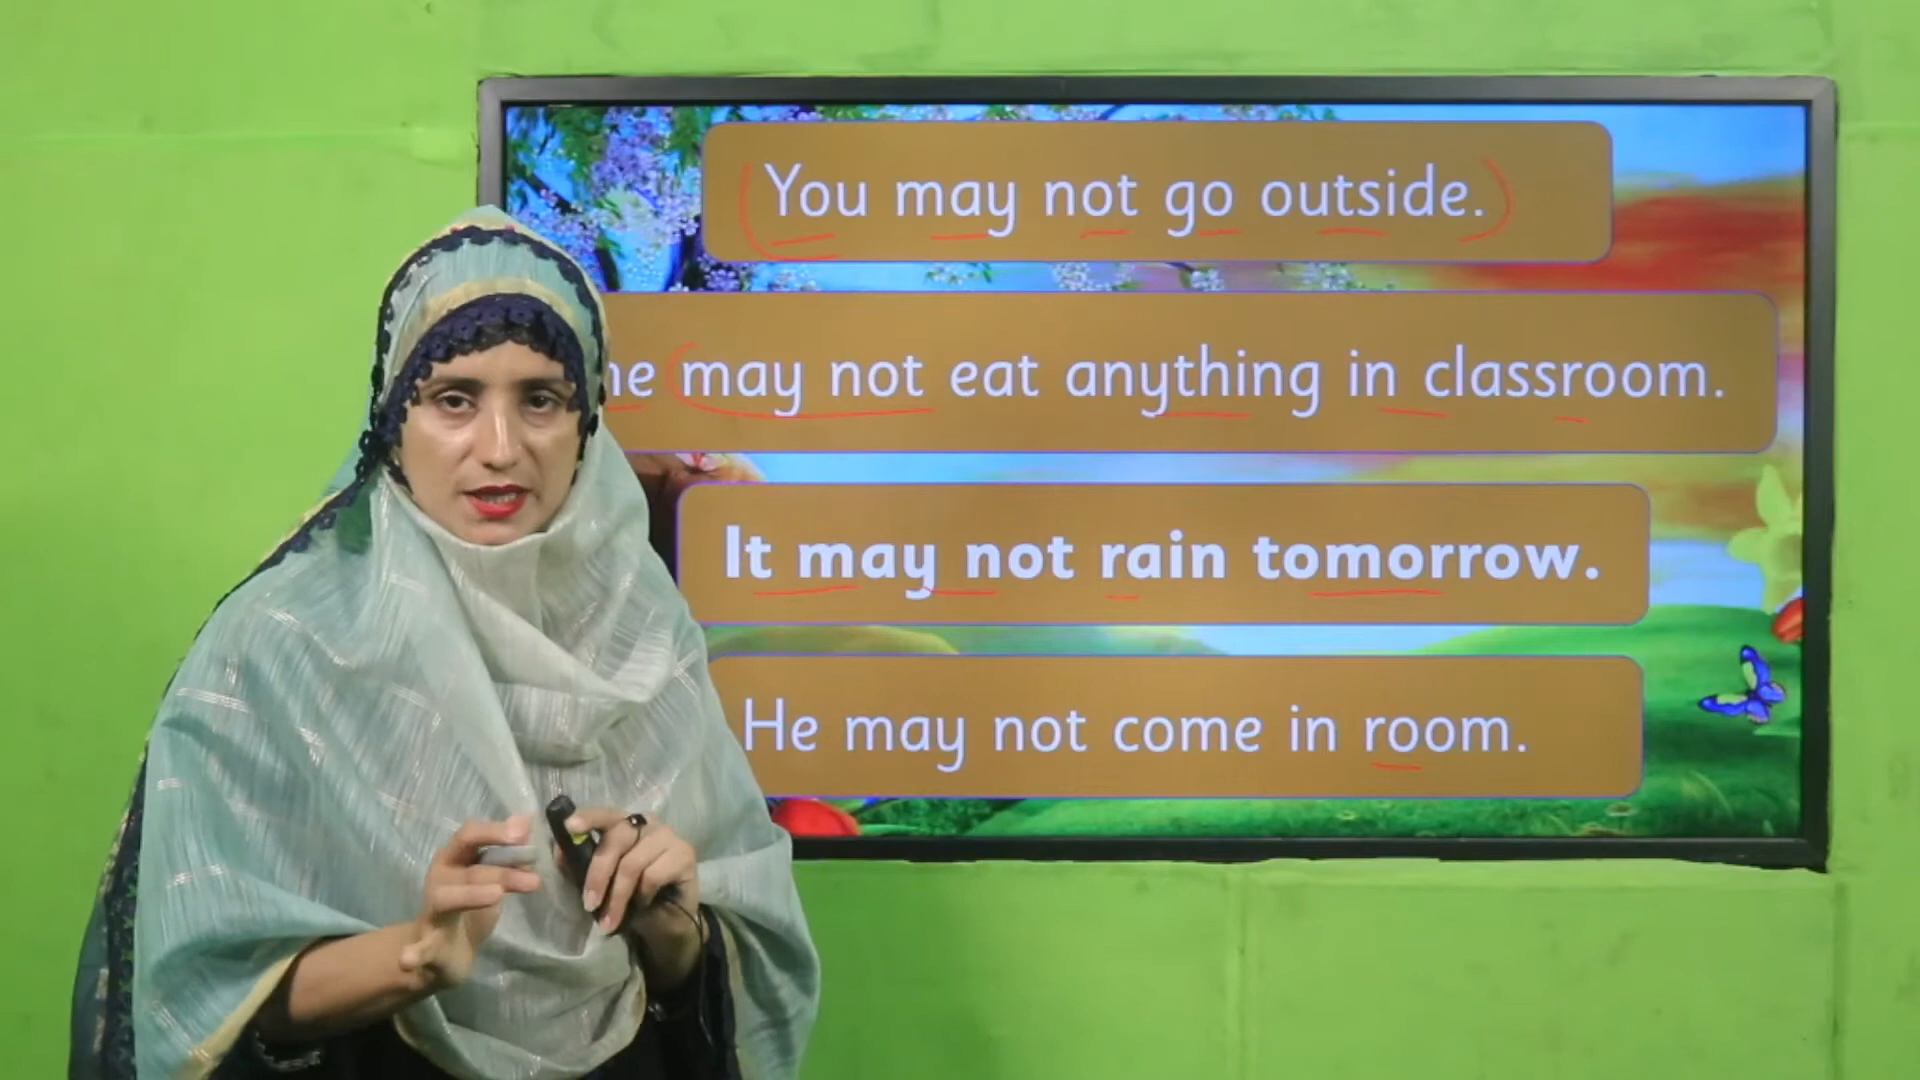 You may not go outside.
may not eat anything in classroom.
It may not rain tomorrow.
He may not come in room.